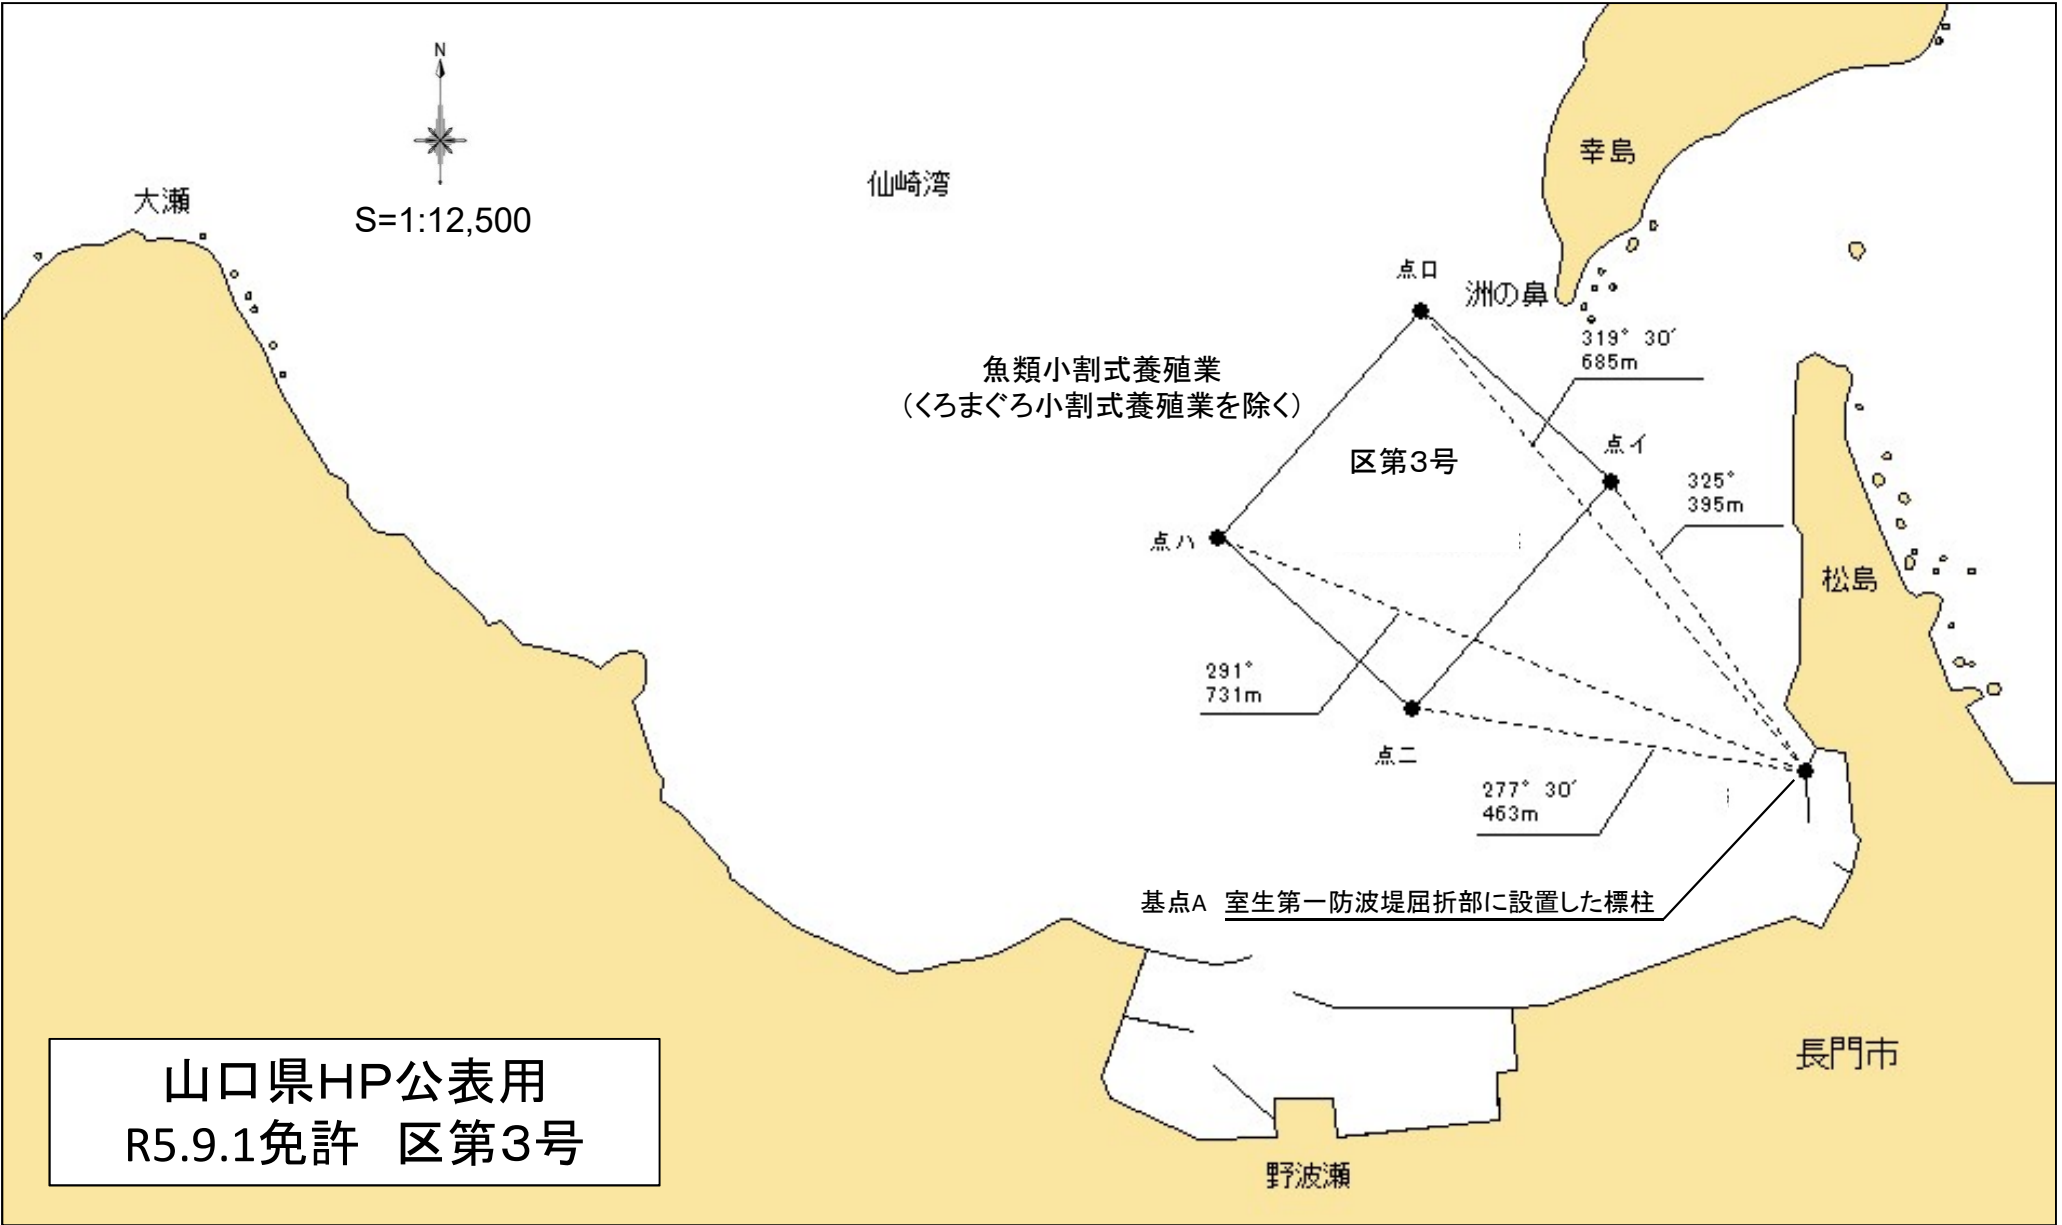 N
S=1:12,500
大瀬
仙崎湾
幸島
点ロ
洲の鼻
319° 30′
685m
魚類小割式養殖業
(くろまぐろ小割式養殖業を除く)
点イ
区第3号
325°
395m
点ハ
松島
291°
731m
点ニ
277° 30′
463m
基点A 室生第一防波堤屈折部に設置した標柱
長門市
山口県HP公表用
R5.9.1免許 区第3号
野波瀬